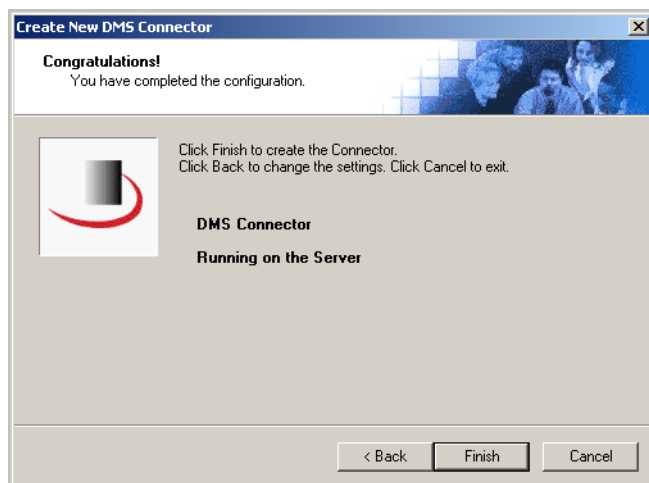 Create New DMS Connector
Congratulations!
You have completed the configuration.
Click Finish to create the Connector.
Click Back to change the settings. Click Cancel to exit.
DMS Connector
Running on the Server
< Back
Finish
Cancel